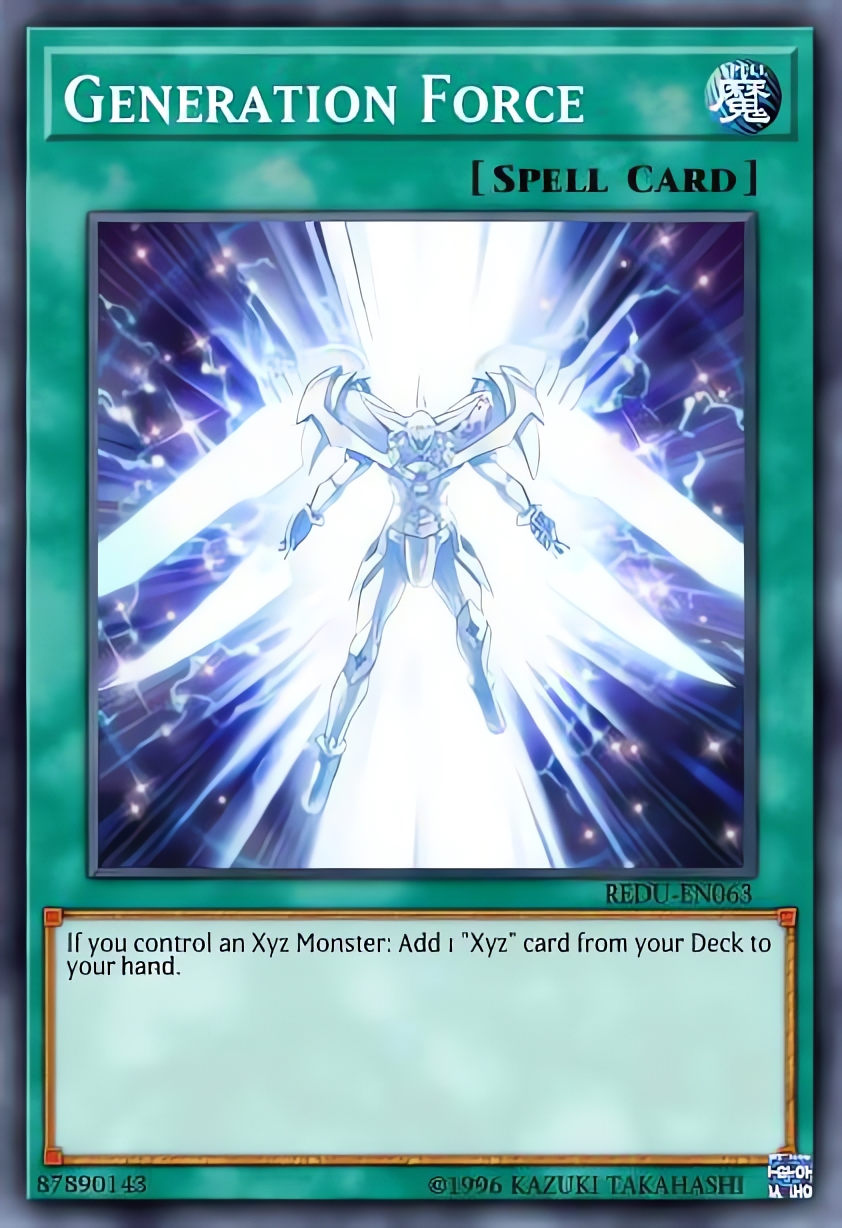 Generation Force
魔
[Spell Card]
REDU-EN063
If you control an Xyz Monster: Add 1 "Xyz" card from your Deck to
your hand.
87890143
©1996 KAZUKI TAKAHASHI